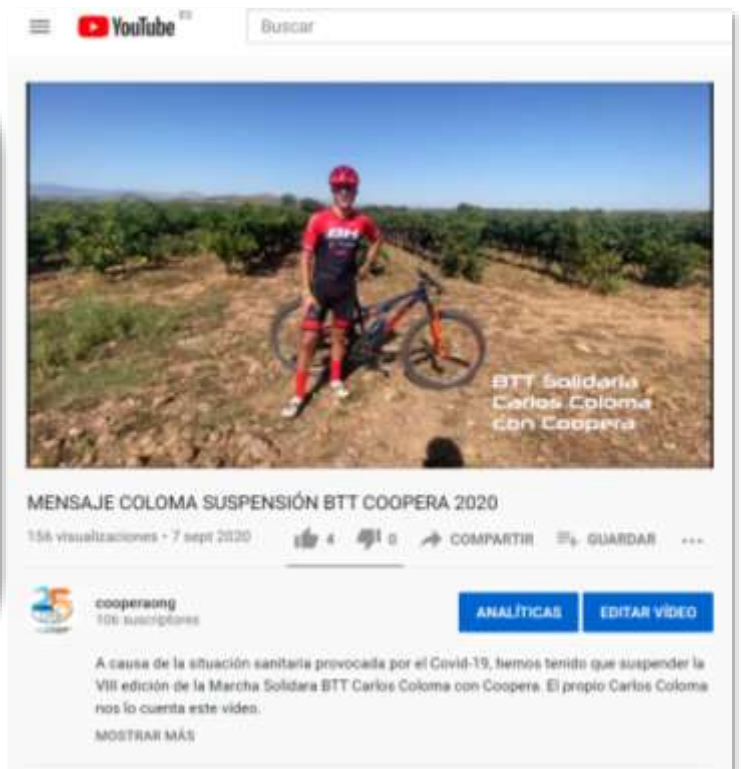 YouTube ES
Buscar
BH
BTT Solidaria
Carlos Coloma
con Coopera
MENSAJE COLOMA SUSPENSIÓN BTT COOPERA 2020
156 visualizaciones • 7 sept 2020 4 0 COMPARTIR GUARDAR ...
25
cooperaong
106 suscriptores
ANALÍTICAS EDITAR VÍDEO
A causa de la situación sanitaria provocada por el Covid-19, hemos tenido que suspender la
VIII edición de la Marcha Solidara BTT Carlos Coloma con Coopera. El propio Carlos Coloma
nos lo cuenta este vídeo.
MOSTRAR MÁS